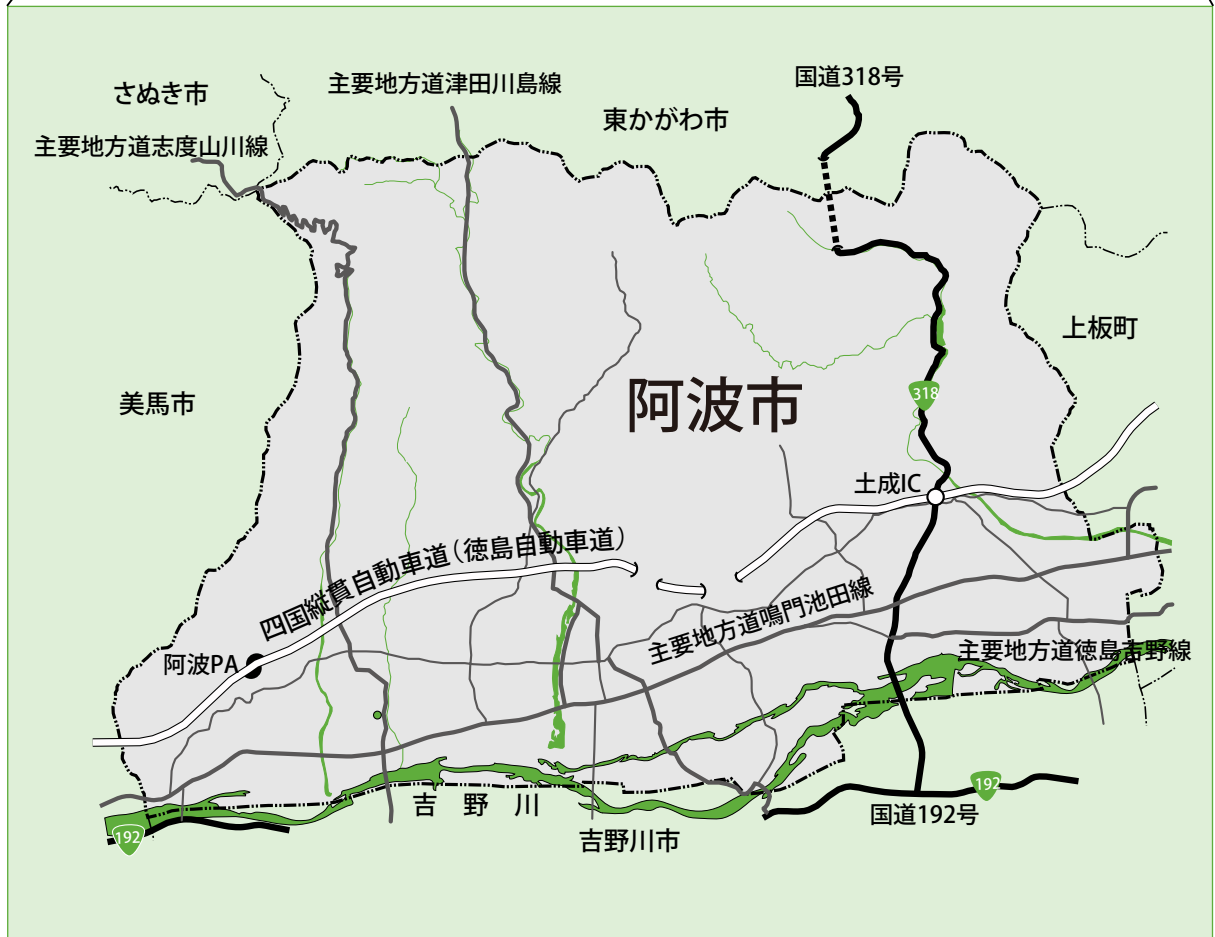 国道318号
さぬき市
主要地方道津田川島線
東かがわ市
主要地方道志度山川線
上板町
美馬市
阿波市
318
土成IC
四国縦貫自動車道（徳島自動車道）
主要地方道鳴門池田線
阿波PA
主要地方道徳島吉野線
192
吉野川
国道192号
192
吉野川市